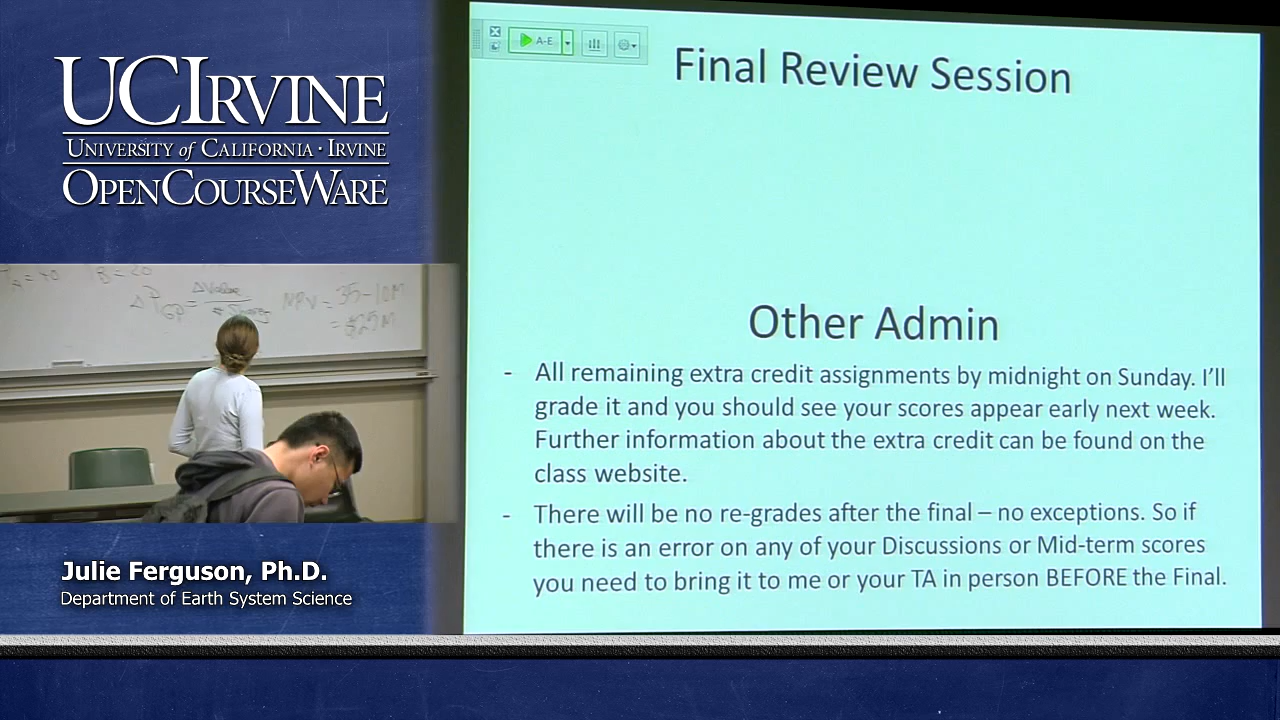 UCIRVINE
UNIVERSITY of CALIFORNIA · IRVINE
OPENCOURSEWARE
A-E
Final Review Session
Other Admin
- All remaining extra credit assignments by midnight on Sunday. I'll
grade it and you should see your scores appear early next week.
Further information about the extra credit can be found on the
class website.
- There will be no re-grades after the final – no exceptions. So if
there is an error on any of your Discussions or Mid-term scores
you need to bring it to me or your TA in person BEFORE the Final.
NPV = 35-10M
= $25M
Julie Ferguson, Ph.D.
Department of Earth System Science